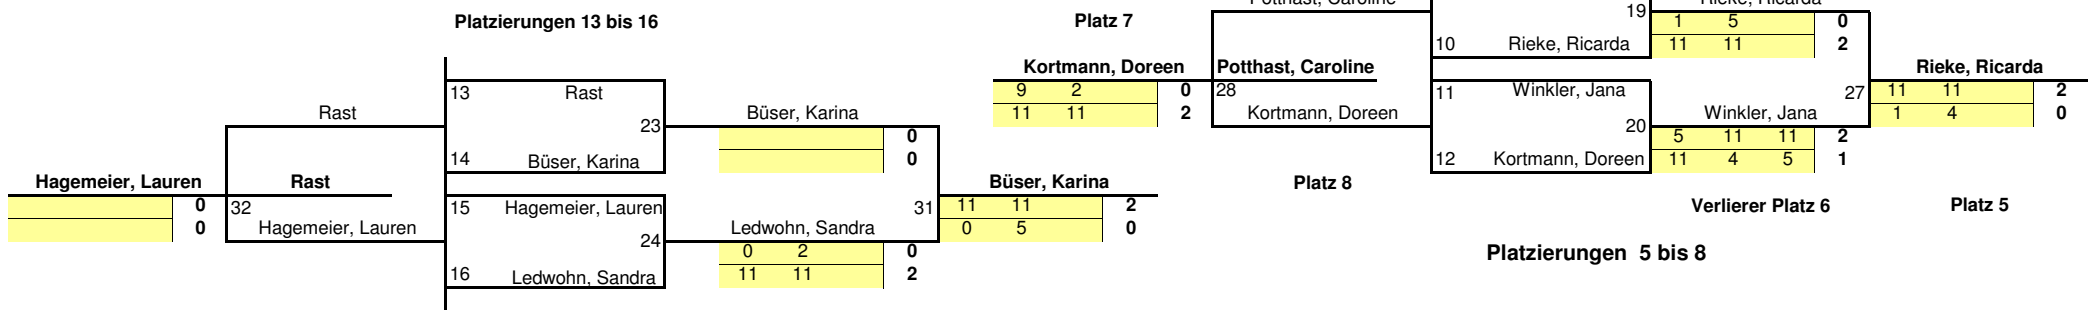 Potthast, Caroline
Rieke, Ricarda
Platzierungen 13 bis 16
Platz 7
19
1 5 0
10 Rieke, Ricarda 11 11 2
Kortmann, Doreen Potthast, Caroline
Rieke, Ricarda
9 2 0
28
11 11 2
Kortmann, Doreen
11 Winkler, Jana
27
11 11 2
1 4 0
13 Rast
Rast
23
Büser, Karina
0
0
14 Büser, Karina
20
Winkler, Jana
5 11 11 2
12 Kortmann, Doreen 11 4 5 1
Hagemeier, Lauren Rast
0
32
0
Hagemeier, Lauren
15 Hagemeier, Lauren
24
Ledwohn, Sandra
31
Büser, Karina
11 11 2
0 5 0
0 2 0
16 Ledwohn, Sandra 11 11 2
Platz 8
Verlierer Platz 6
Platz 5
Platzierungen 5 bis 8